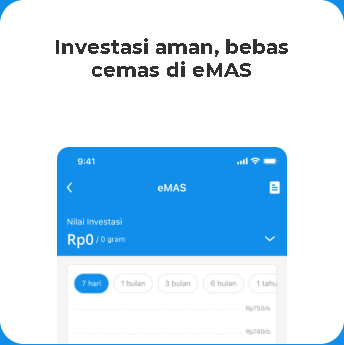 Investasi aman, bebas
cemas di eMAS
9:41
eMAS
Nilai Investasi
Rp0 / 0 gram
7 hari 1 bulan 3 bulan 6 bulan 1 tahu
Rp750rb
Rp740rb